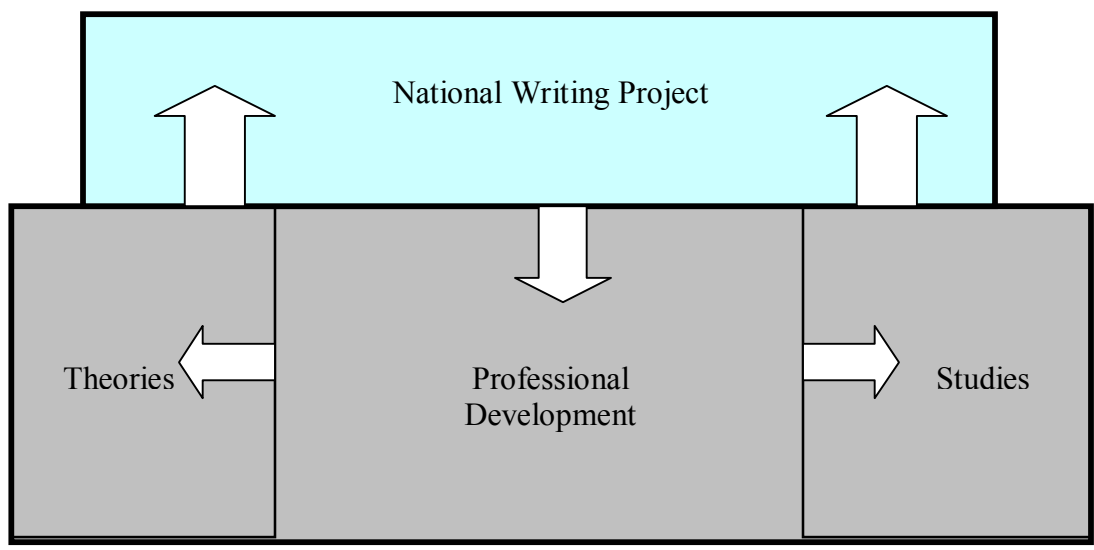 National Writing Project
Theories
Professional
Development
Studies